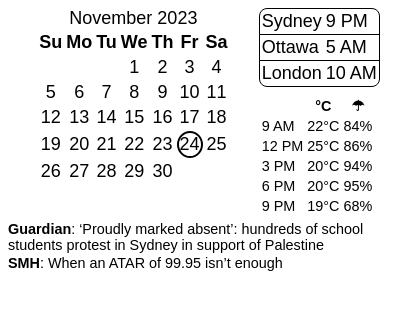 November 2023
Su Mo Tu We Th Fr Sa
1 2 3 4
5 6 7 8 9 10 11
12 13 14 15 16 17 18
19 20 21 22 23 24 25
26 27 28 29 30
Sydney 9 PM
Ottawa 5 AM
London 10 AM
°C ☂
9 AM 22°C 84%
12 PM 25°C 86%
3 PM 20°C 94%
6 PM 20°C 95%
9 PM 19°C 68%
Guardian: ‘Proudly marked absent’: hundreds of school
students protest in Sydney in support of Palestine
SMH: When an ATAR of 99.95 isn’t enough